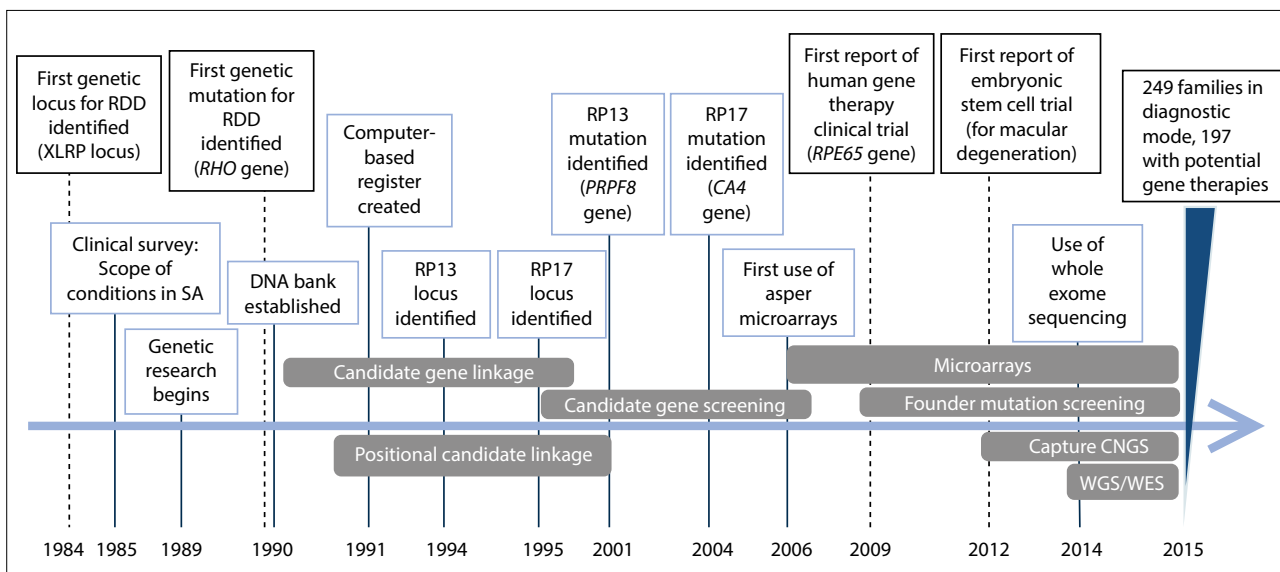 First genetic
locus for RDD
identified
(XLRP locus)
First genetic
mutation for
RDD
identified
(RHO gene)
Computer-
based
register
created
RP13
mutation
identified
(PRPF8
gene)
RP17
mutation
identified
(CA4
gene)
First report of
human gene
therapy
clinical trial
(RPE65 gene)
First report of
embryonic
stem cell trial
(for macular
degeneration)
249 families in
diagnostic
mode, 197
with potential
gene therapies
Clinical survey:
Scope of
conditions in SA
Genetic
research
begins
DNA bank
established
RP13
locus
identified
RP17
locus
identified
First use of
asper
microarrays
Use of
whole
exome
sequencing
Candidate gene linkage
Microarrays
Candidate gene screening
Founder mutation screening
Positional candidate linkage
Capture CNGS
WGS/WES
1984 1985 1989 1990 1991 1994 1995 2001 2004 2006 2009 2012 2014 2015